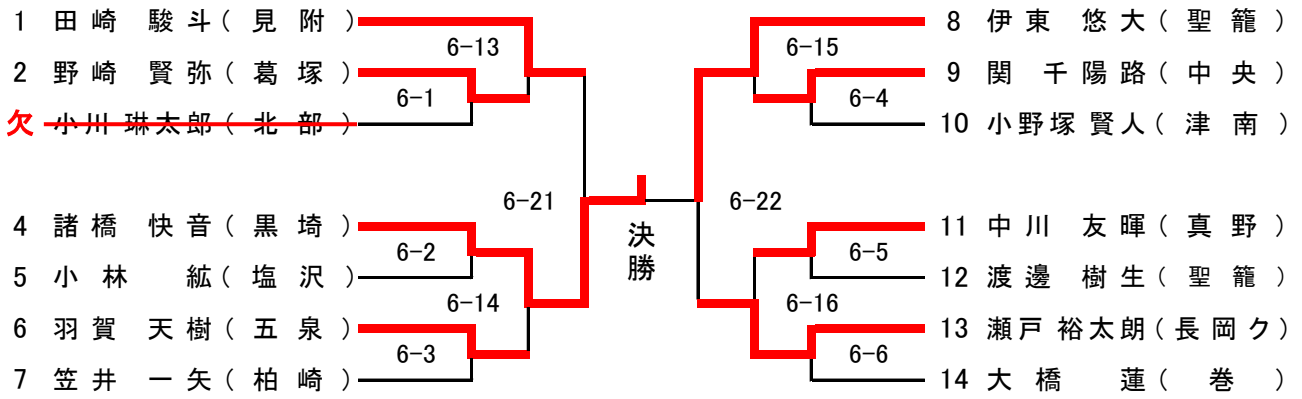 1 田崎 駿斗(見附)
6-13
2 野崎 賢弥(葛塚)
6-1
欠 小川 琳太郎(北部)
6-21
4 諸橋 快音(黒埼)
6-2
5 小林 紘(塩沢)
6-14
6 羽賀 天樹(五泉)
6-3
7 笠井 一矢(柏崎)
決勝
8 伊東 悠大(聖籠)
6-15
9 関 千陽路(中央)
6-4
10 小野塚 賢人(津南)
6-22
11 中川 友暉(真野)
6-5
12 渡邊 樹生(聖籠)
6-16
13 瀬戸 裕太朗(長岡ク)
6-6
14 大橋 蓮(巻)